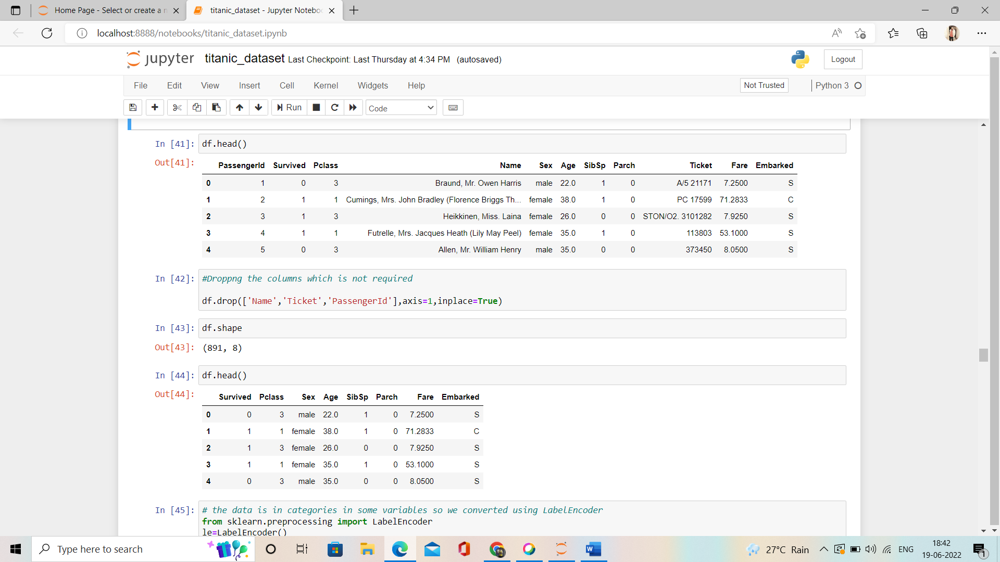 Home Page - Select or create a n
titanic_dataset - Jupyter Notebo
localhost:8888/notebooks/titanic_dataset.ipynb
jupyter titanic_dataset Last Checkpoint: Last Thursday at 4:34 PM (autosaved)
Logout
File Edit View Insert Cell Kernel Widgets Help
Not Trusted
Python 3
Run
Code
In [41]: df.head()
Out[41]:
PassengerId Survived Pclass Name Sex Age SibSp Parch Ticket Fare Embarked
0 1 0 3 Braund, Mr. Owen Harris male 22.0 1 0 A/5 21171 7.2500 S
1 2 1 1 Cumings, Mrs. John Bradley (Florence Briggs Th... female 38.0 1 0 PC 17599 71.2833 C
2 3 1 3 Heikkinen, Miss. Laina female 26.0 0 0 STON/O2. 3101282 7.9250 S
3 4 1 1 Futrelle, Mrs. Jacques Heath (Lily May Peel) female 35.0 1 0 113803 53.1000 S
4 5 0 3 Allen, Mr. William Henry male 35.0 0 0 373450 8.0500 S
In [42]: #Droppng the columns which is not required
df.drop(['Name','Ticket','PassengerId'],axis=1,inplace=True)
In [43]: df.shape
Out[43]: (891, 8)
In [44]: df.head()
Out[44]:
Survived Pclass Sex Age SibSp Parch Fare Embarked
0 0 3 male 22.0 1 0 7.2500 S
1 1 1 female 38.0 1 0 71.2833 C
2 1 3 female 26.0 0 0 7.9250 S
3 1 1 female 35.0 1 0 53.1000 S
4 0 3 male 35.0 0 0 8.0500 S
In [45]: # the data is in categories in some variables so we converted using LabelEncoder
from sklearn.preprocessing import LabelEncoder
le=LabelEncoder()
Type here to search
27°C Rain
ENG
18:42
19-06-2022
1